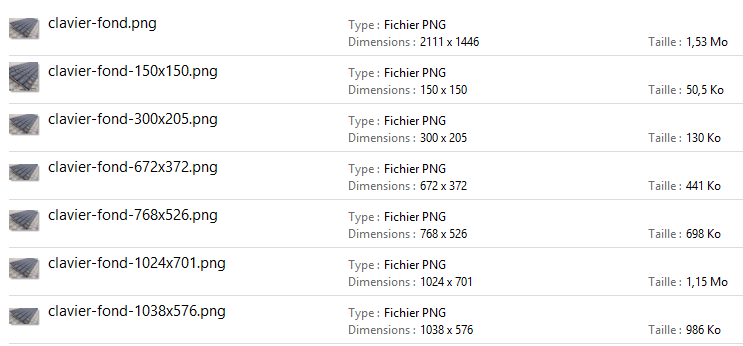 clavier-fond.png
Type : Fichier PNG
Dimensions : 2111 x 1446
Taille : 1,53 Mo
clavier-fond-150x150.png
Type : Fichier PNG
Dimensions : 150 x 150
Taille : 50,5 Ko
clavier-fond-300x205.png
Type : Fichier PNG
Dimensions : 300 x 205
Taille : 130 Ko
clavier-fond-672x372.png
Type : Fichier PNG
Dimensions : 672 x 372
Taille : 441 Ko
clavier-fond-768x526.png
Type : Fichier PNG
Dimensions : 768 x 526
Taille : 698 Ko
clavier-fond-1024x701.png
Type : Fichier PNG
Dimensions : 1024 x 701
Taille : 1,15 Mo
clavier-fond-1038x576.png
Type : Fichier PNG
Dimensions : 1038 x 576
Taille : 986 Ko